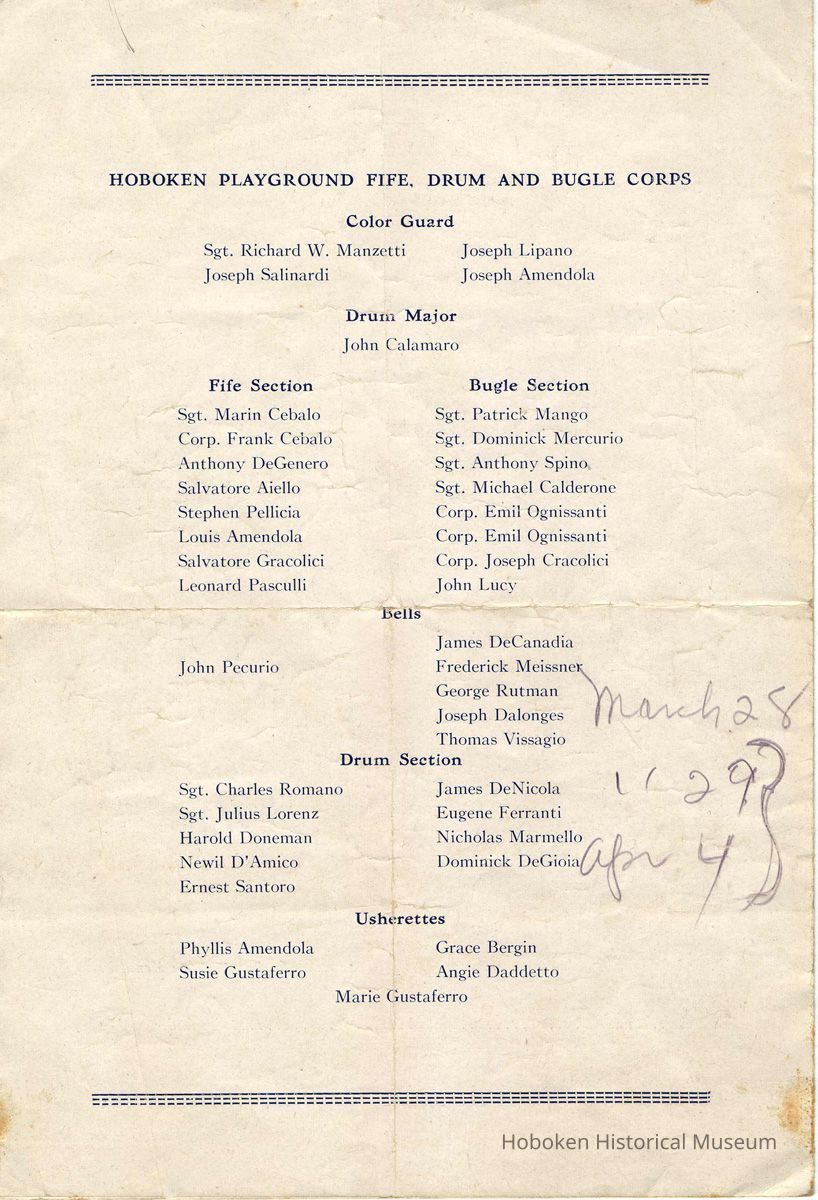 HOBOKEN PLAYGROUND FIFE, DRUM AND BUGLE CORPS
Color Guard
Sgt. Richard W. Manzetti Joseph Lipano
Joseph Salinardi Joseph Amendola
Drum Major
John Calamaro
Fife Section
Sgt. Marin Cebalo
Corp. Frank Cebalo
Anthony DeGenero
Salvatore Aiello
Stephen Pellicia
Louis Amendola
Salvatore Gracolici
Leonard Pasculli
Bugle Section
Sgt. Patrick Mango
Sgt. Dominick Mercurio
Sgt. Anthony Spino
Sgt. Michael Calderone
Corp. Emil Ognissanti
Corp. Emil Ognissanti
Corp. Joseph Cracolici
John Lucy
Bells
John Pecurio
James DeCanadia
Frederick Meissner
George Rutman
Joseph Dalonges
Thomas Vissagio
March 28
" 29
Apr 4
Drum Section
Sgt. Charles Romano
Sgt. Julius Lorenz
Harold Doneman
Newil D'Amico
Ernest Santoro
James DeNicola
Eugene Ferranti
Nicholas Marmello
Dominick DeGioia
Usherettes
Phyllis Amendola Grace Bergin
Susie Gustaferro Angie Daddetto
Marie Gustaferro
Hoboken Historical Museum